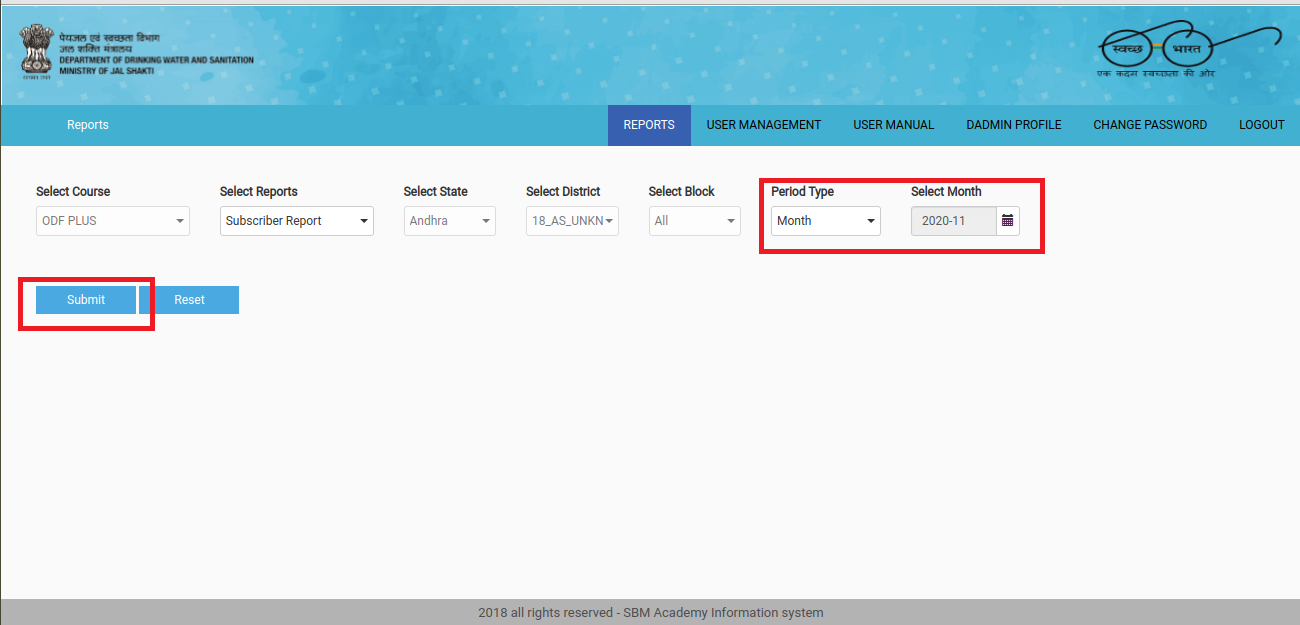 पेयजल एवं स्वच्छता विभाग
जल शक्ति मंत्रालय
DEPARTMENT OF DRINKING WATER AND SANITATION
MINISTRY OF JAL SHAKTI
स्वच्छ भारत
एक कदम स्वच्छता की ओर
Reports REPORTS USER MANAGEMENT USER MANUAL DADMIN PROFILE CHANGE PASSWORD LOGOUT
Select Course Select Reports Select State Select District Select Block Period Type Select Month
ODF PLUS Subscriber Report Andhra 18_AS_UNKN All Month 2020-11
Submit Reset
2018 all rights reserved - SBM Academy Information system